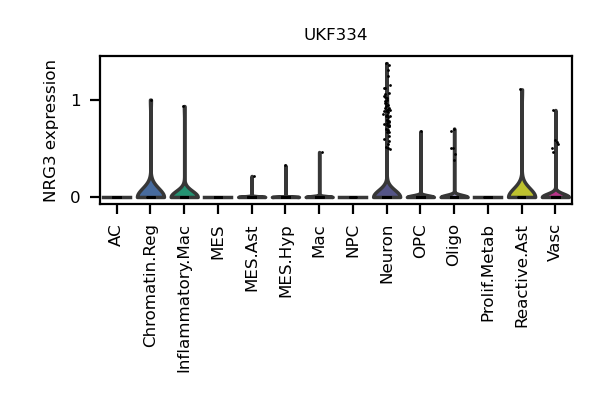 UKF334
NRG3 expression
1
0
AC
Chromatin.Reg
Inflammatory.Mac
MES
MES.Ast
MES.Hyp
Mac
NPC
Neuron
OPC
Oligo
Prolif.Metab
Reactive.Ast
Vasc